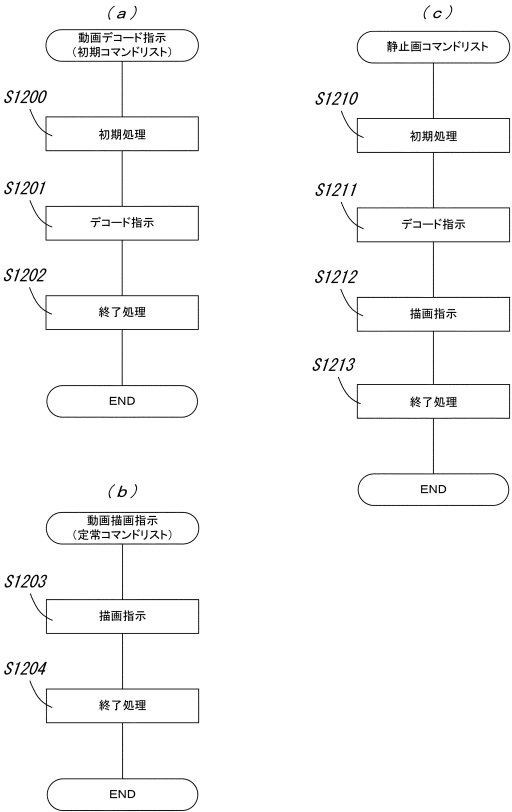 (a)
動画デコード指示
(初期コマンドリスト)
S1200
初期処理
S1201
デコード指示
S1202
終了処理
END
(b)
動画描画指示
(定常コマンドリスト)
S1203
描画指示
S1204
終了処理
END
(c)
静止画コマンドリスト
S1210
初期処理
S1211
デコード指示
S1212
描画指示
S1213
終了処理
END